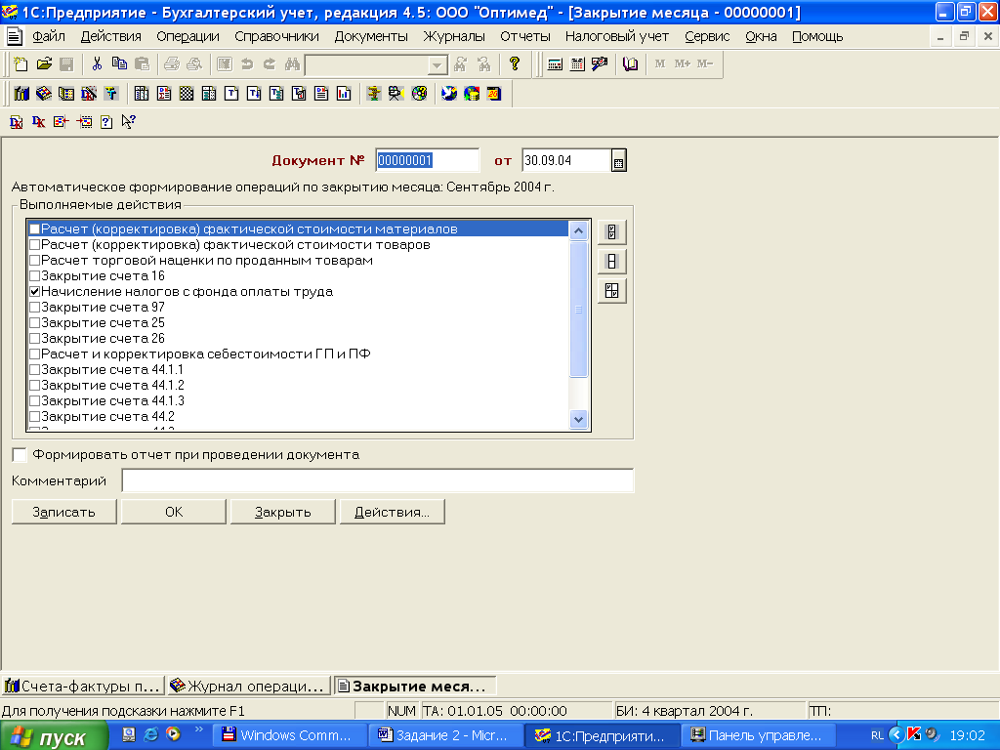 1С:Предприятие - Бухгалтерский учет, редакция 4.5: ООО "Оптимед" - [Закрытие месяца - 00000001]
Файл Действия Операции Справочники Документы Журналы Отчеты Налоговый учет Сервис Окна Помощь
M M+ M−
Документ № 00000001 от 30.09.04
Автоматическое формирование операций по закрытию месяца: Сентябрь 2004 г.
Выполняемые действия
Расчет (корректировка) фактической стоимости материалов
Расчет (корректировка) фактической стоимости товаров
Расчет торговой наценки по проданным товарам
Закрытие счета 16
Начисление налогов с фонда оплаты труда
Закрытие счета 97
Закрытие счета 25
Закрытие счета 26
Расчет и корректировка себестоимости ГП и ПФ
Закрытие счета 44.1.1
Закрытие счета 44.1.2
Закрытие счета 44.1.3
Закрытие счета 44.2
Формировать отчет при проведении документа
Комментарий
Записать OK Закрыть Действия...
Счета-фактуры п... Журнал операци... Закрытие меся...
Для получения подсказки нажмите F1 NUM ТА: 01.01.05 00:00:00 БИ: 4 квартал 2004 г. ТП:
пуск Windows Comm... Задание 2 - Micr... 1С:Предприяти... Панель управле... RL 19:02